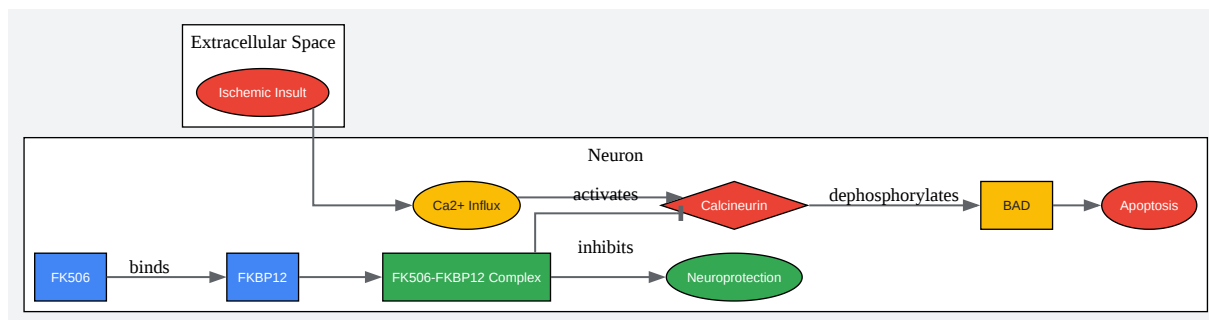 Extracellular Space
Ischemic Insult
Neuron
Ca2+ Influx
activates
Calcineurin
dephosphorylates
BAD
Apoptosis
FK506
binds
FKBP12
FK506-FKBP12 Complex
inhibits
Neuroprotection